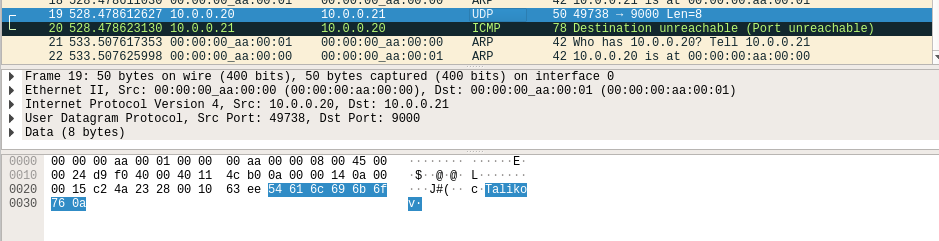 18 528.478611030 00:00:00_aa:00:01 00:00:00_aa:00:00 ARP 42 10.0.0.21 is at 00:00:00:aa:00:01
19 528.478612627 10.0.0.20 10.0.0.21 UDP 50 49738 → 9000 Len=8
20 528.478623130 10.0.0.21 10.0.0.20 ICMP 78 Destination unreachable (Port unreachable)
21 533.507617353 00:00:00_aa:00:01 00:00:00_aa:00:00 ARP 42 Who has 10.0.0.20? Tell 10.0.0.21
22 533.507625998 00:00:00_aa:00:00 00:00:00_aa:00:01 ARP 42 10.0.0.20 is at 00:00:00:aa:00:00
Frame 19: 50 bytes on wire (400 bits), 50 bytes captured (400 bits) on interface 0
Ethernet II, Src: 00:00:00_aa:00:00 (00:00:00:aa:00:00), Dst: 00:00:00_aa:00:01 (00:00:00:aa:00:01)
Internet Protocol Version 4, Src: 10.0.0.20, Dst: 10.0.0.21
User Datagram Protocol, Src Port: 49738, Dst Port: 9000
Data (8 bytes)
0000 00 00 00 aa 00 01 00 00 00 aa 00 00 08 00 45 00 ········ ······E·
0010 00 24 d9 f0 40 00 40 11 4c b0 0a 00 00 14 0a 00 ·$··@·@· L·······
0020 00 15 c2 4a 23 28 00 10 63 ee 54 61 6c 69 6b 6f ···J#(·· c·Taliko
0030 76 0a v·